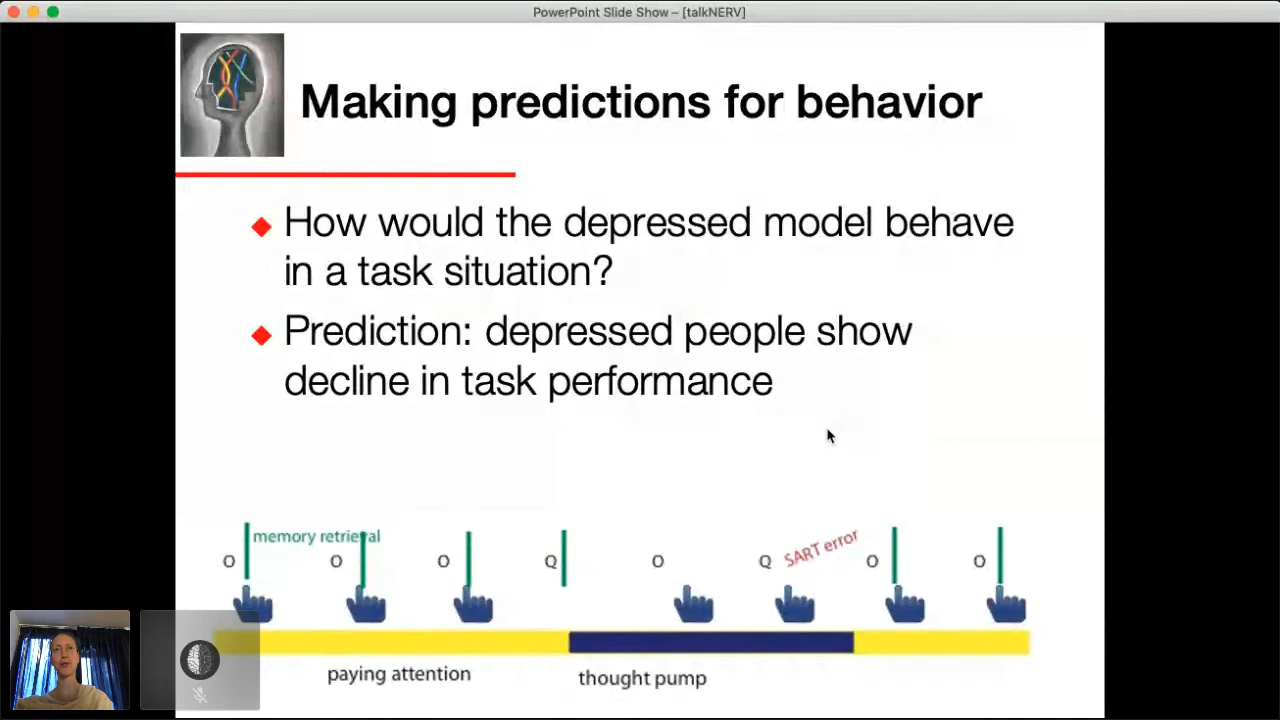 PowerPoint Slide Show – [talkNERV]
Making predictions for behavior
How would the depressed model behave
in a task situation?
Prediction: depressed people show
decline in task performance
memory retrieval
SART error
O O O Q O Q O O
paying attention
thought pump